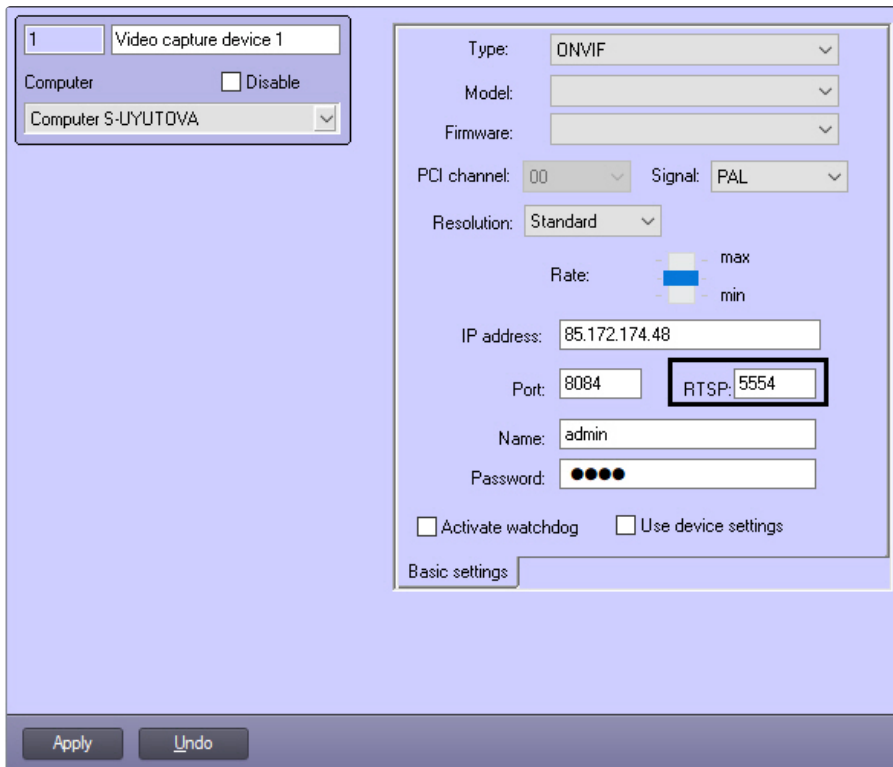 1 Video capture device 1
Computer Disable
Computer S-UYUTOVA
Type: ONVIF
Model:
Firmware:
PCI channel: 00 Signal: PAL
Resolution: Standard
Rate: max
min
IP address: 85.172.174.48
Port: 8084 RTSP: 5554
Name: admin
Password: ●●●●
Activate watchdog Use device settings
Basic settings
Apply Undo